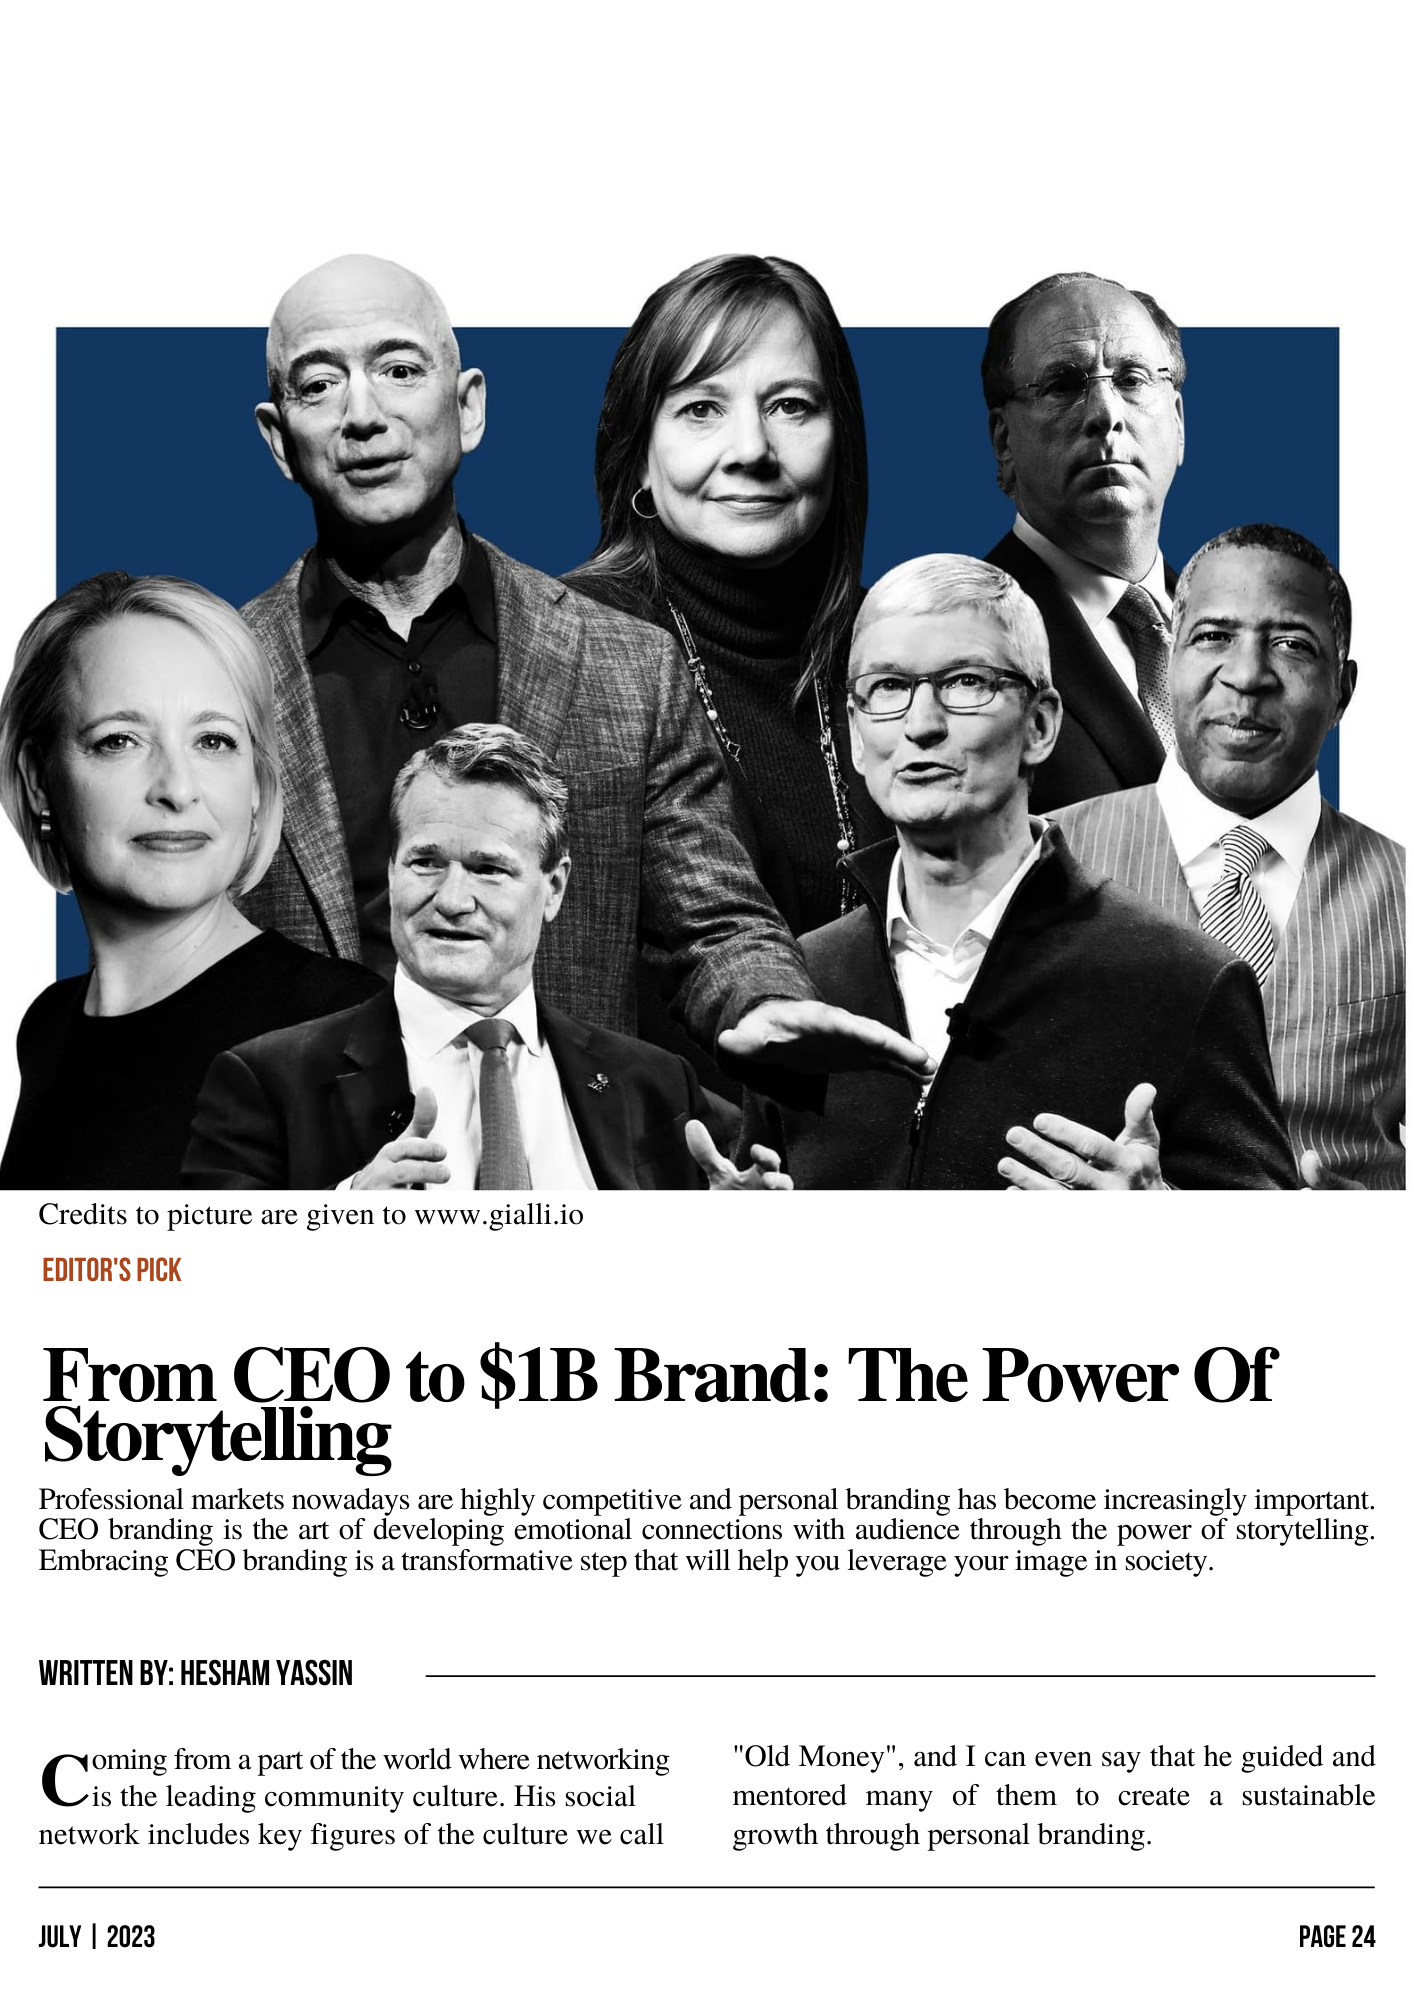 Credits to picture are given to www.gialli.io
EDITOR'S PICK
From CEO to $1B Brand: The Power Of
Storytelling
Professional markets nowadays are highly competitive and personal branding has become increasingly important.
CEO branding is the art of developing emotional connections with audience through the power of storytelling.
Embracing CEO branding is a transformative step that will help you leverage your image in society.
WRITTEN BY: HESHAM YASSIN
Coming from a part of the world where networking
is the leading community culture. His social
network includes key figures of the culture we call
"Old Money", and I can even say that he guided and
mentored many of them to create a sustainable
growth through personal branding.
JULY | 2023
PAGE 24